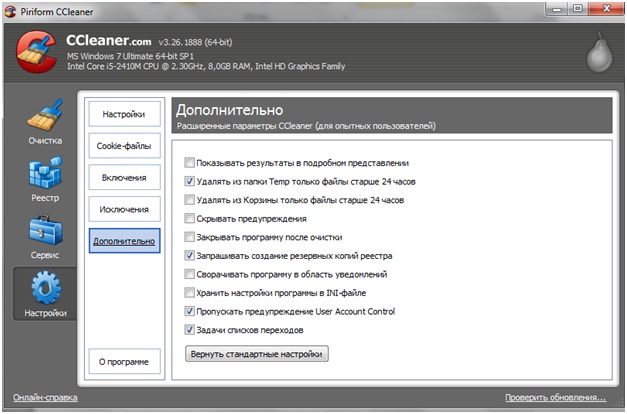 Piriform CCleaner
CCleaner.com v3.26.1888 (64-bit)
MS Windows 7 Ultimate 64-bit SP1
Intel Core i5-2410M CPU @ 2.30GHz, 8,0GB RAM, Intel HD Graphics Family
Очистка
Реестр
Сервис
Настройки
Настройки
Cookie-файлы
Включения
Исключения
Дополнительно
О программе
Дополнительно
Расширенные параметры CCleaner (для опытных пользователей)
Показывать результаты в подробном представлении
Удалять из папки Temp только файлы старше 24 часов
Удалять из Корзины только файлы старше 24 часов
Скрывать предупреждения
Закрывать программу после очистки
Запрашивать создание резервных копий реестра
Сворачивать программу в область уведомлений
Хранить настройки программы в INI-файле
Пропускать предупреждение User Account Control
Задачи списков переходов
Вернуть стандартные настройки
Онлайн-справка
Проверить обновления...